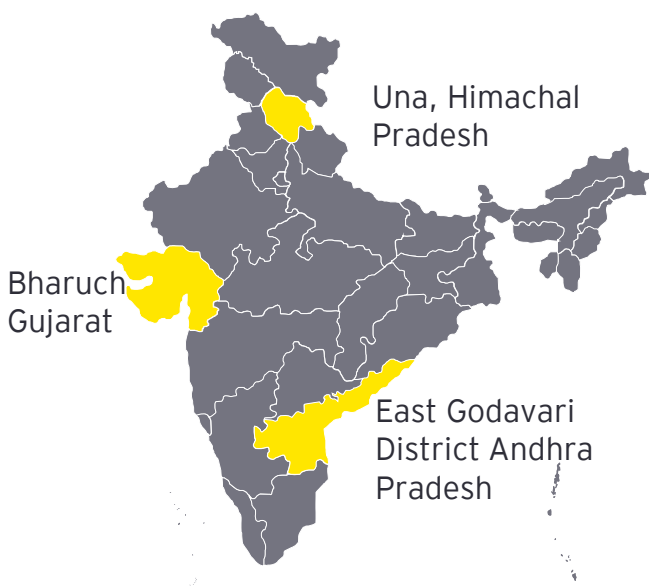 Una, Himachal
Pradesh
Bharuch
Gujarat
East Godavari
District Andhra
Pradesh